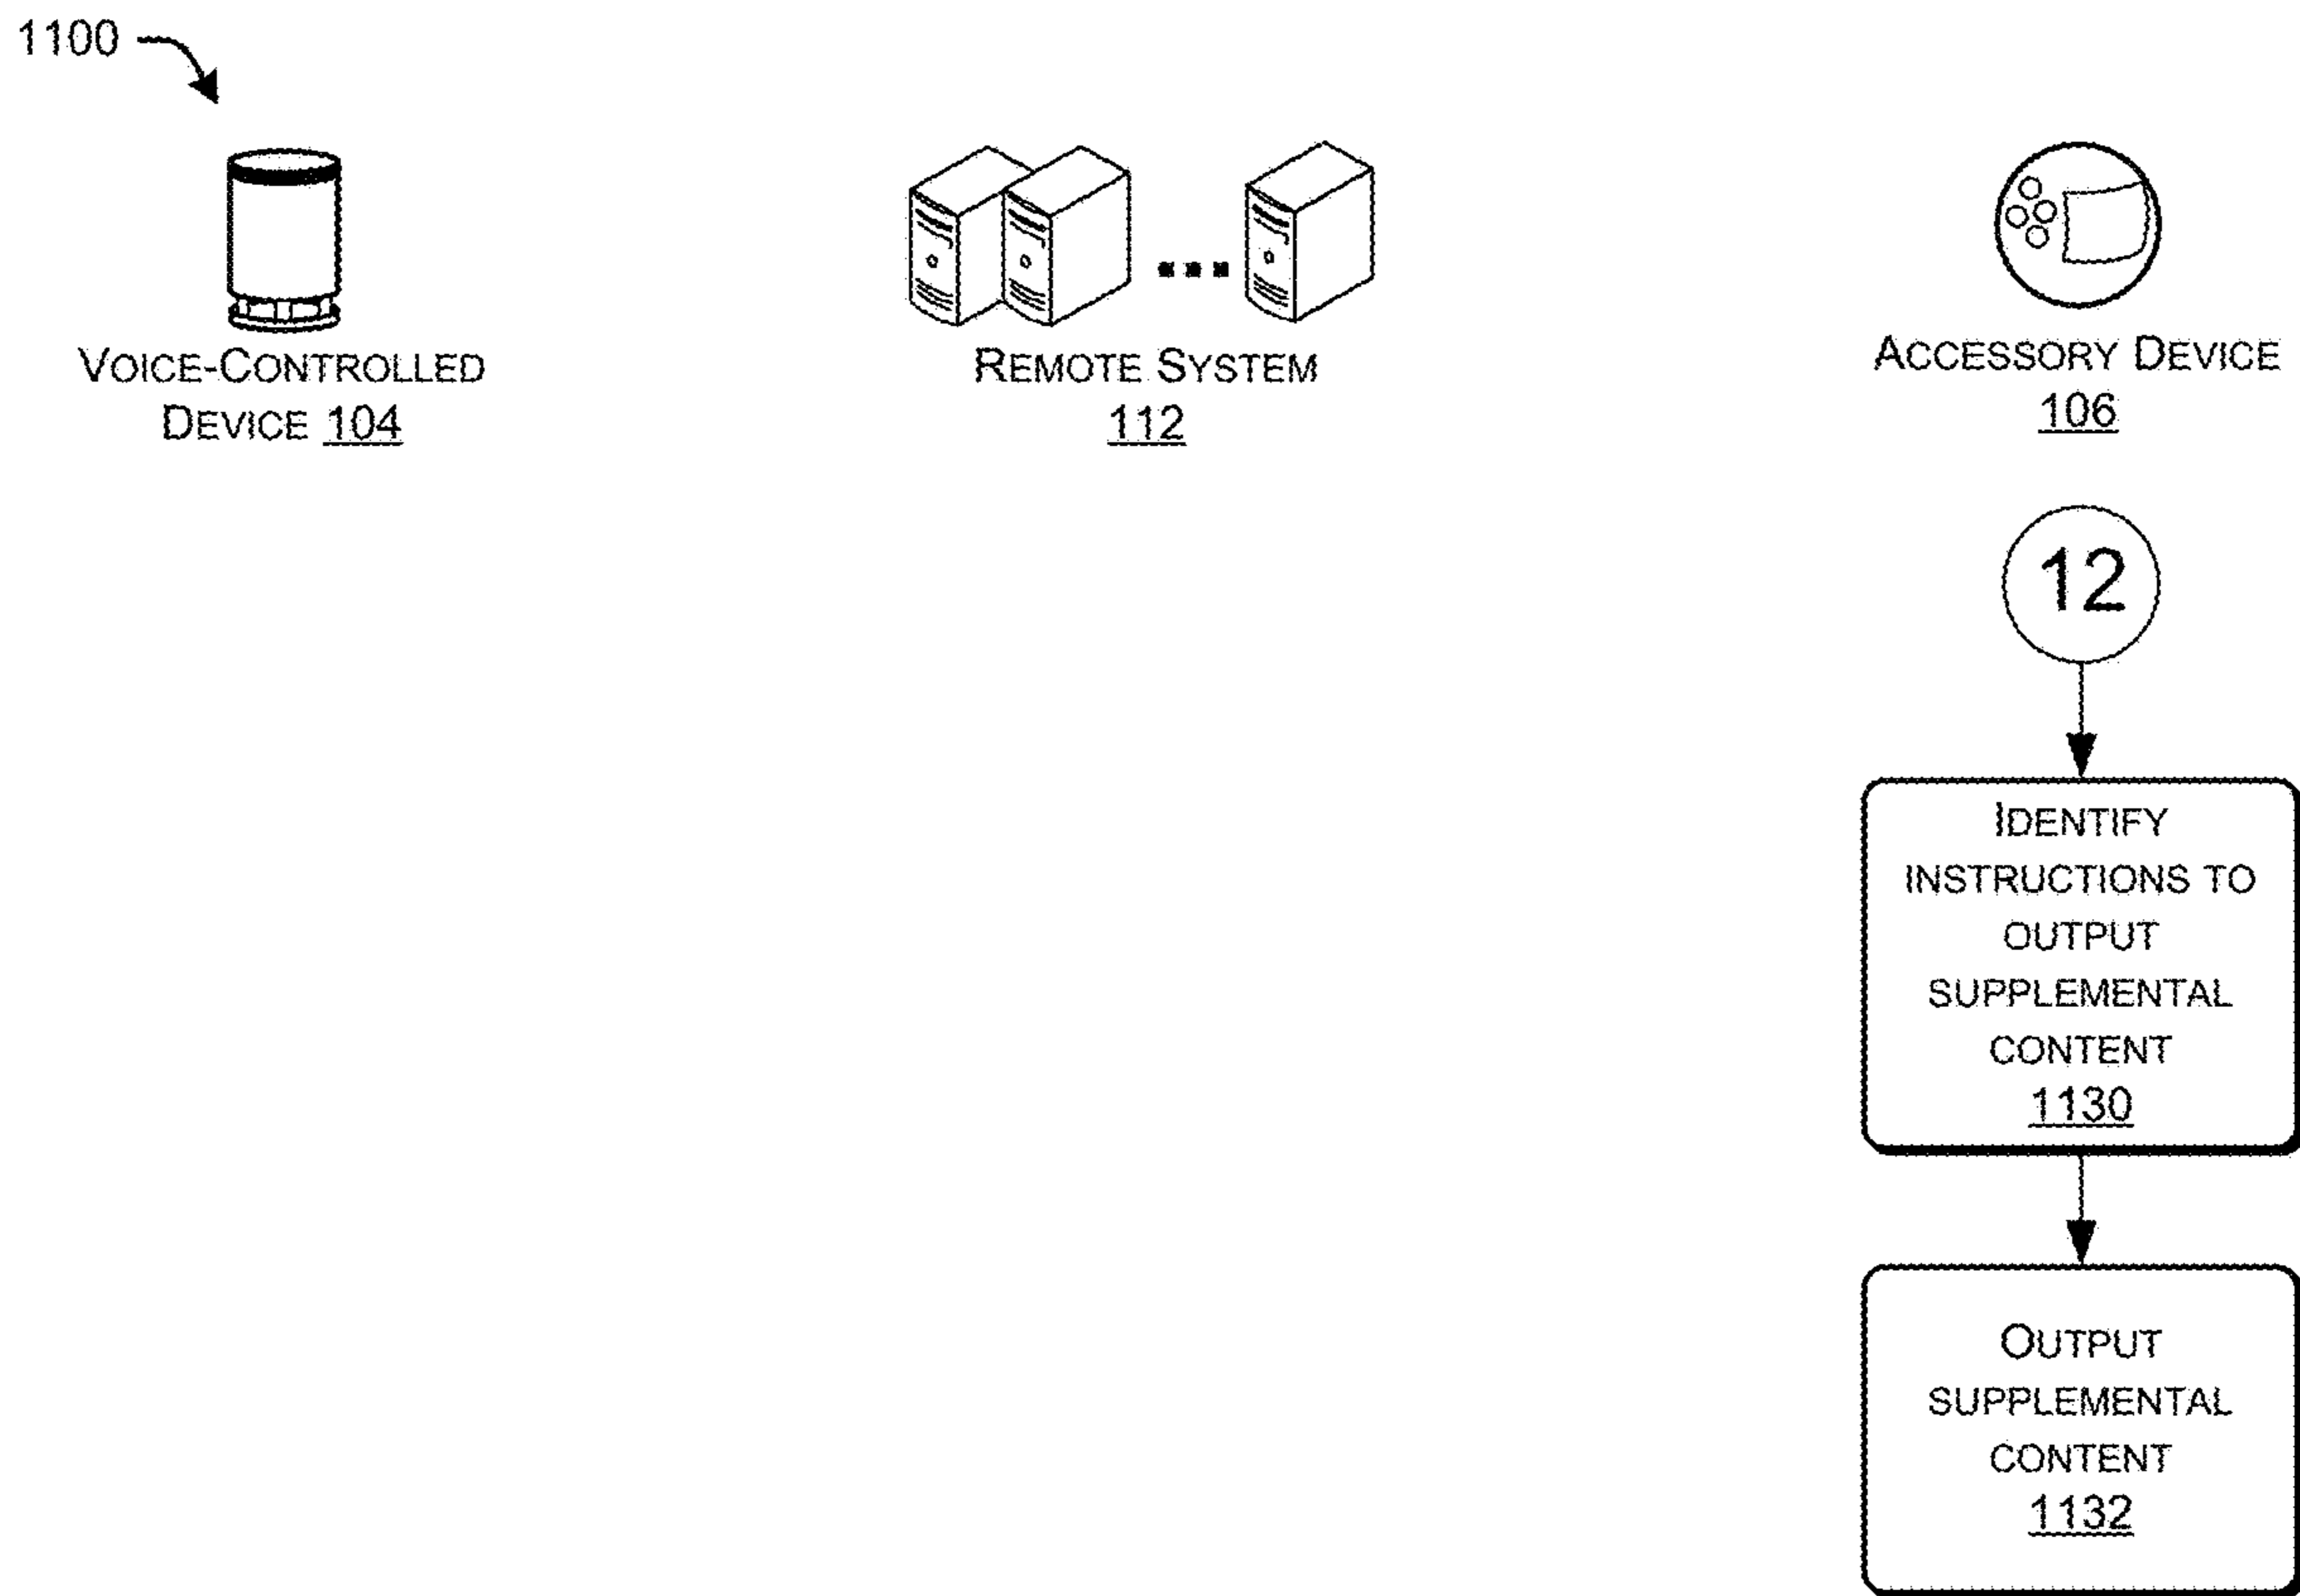 1100
VOICE-CONTROLLED
DEVICE 104
REMOTE SYSTEM
112
ACCESSORY DEVICE
106
12
IDENTIFY
INSTRUCTIONS TO
OUTPUT
SUPPLEMENTAL
CONTENT
1130
OUTPUT
SUPPLEMENTAL
CONTENT
1132